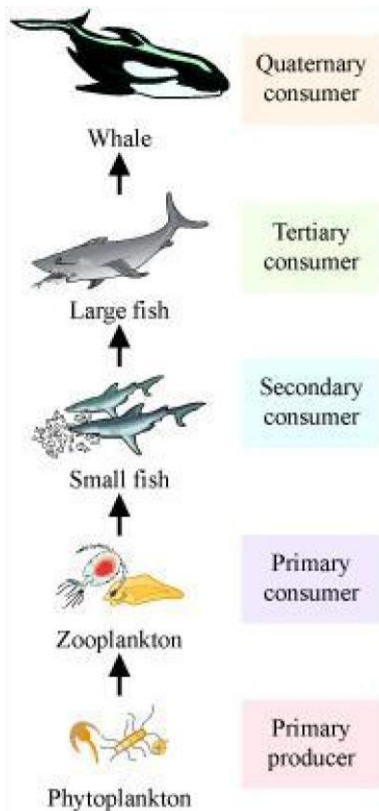 Quaternary
consumer
Whale
Tertiary
consumer
Large fish
Secondary
consumer
Small fish
Primary
consumer
Zooplankton
Primary
producer
Phytoplankton